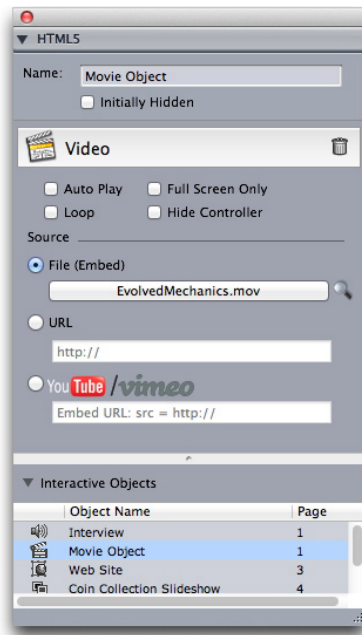 HTML5
Name: Movie Object
Initially Hidden
Video
Auto Play Full Screen Only
Loop Hide Controller
Source
File (Embed)
EvolvedMechanics.mov
URL
http://
YouTube/vimeo
Embed URL: src = http://
Interactive Objects
Object Name Page
Interview 1
Movie Object 1
Web Site 3
Coin Collection Slideshow 4